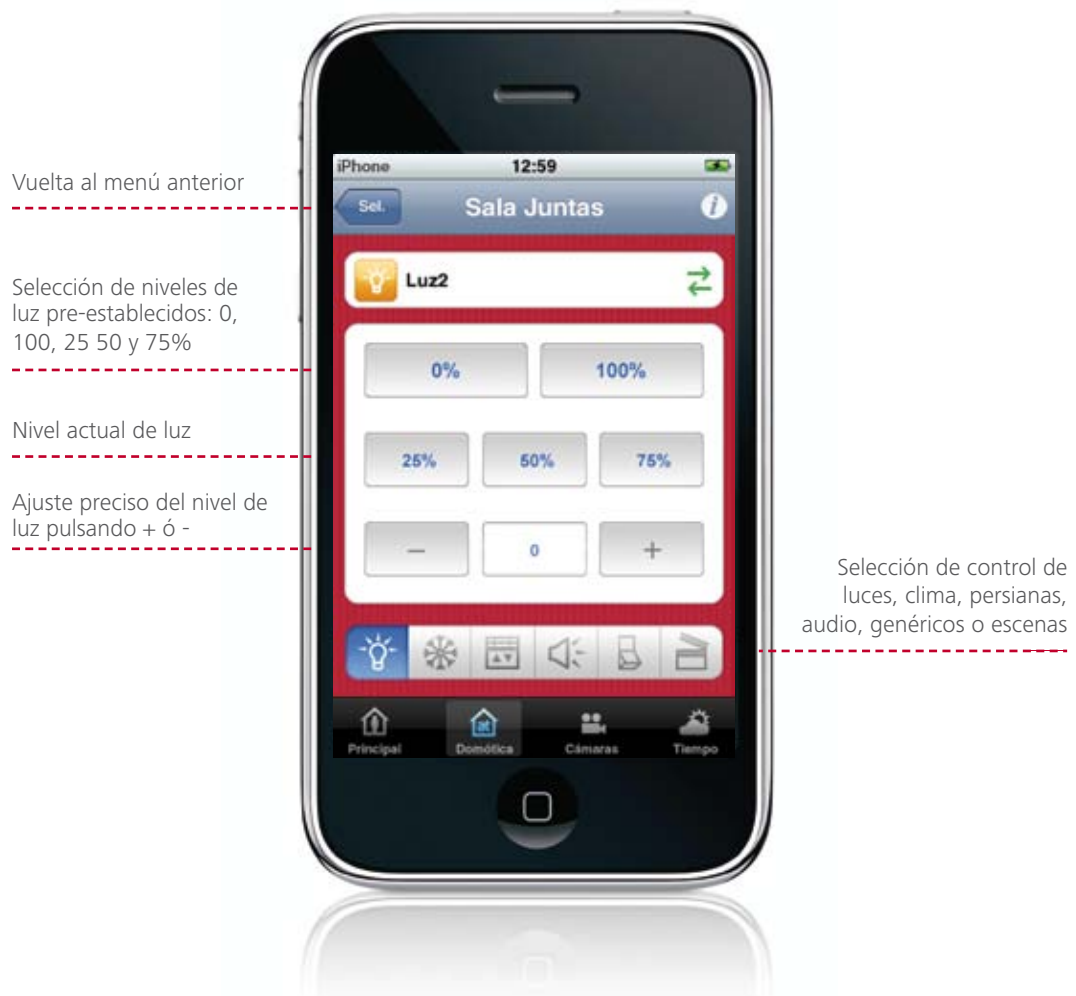 Vuelta al menú anterior
Selección de niveles de
luz pre-establecidos: 0,
100, 25 50 y 75%
Nivel actual de luz
Ajuste preciso del nivel de
luz pulsando + ó -
iPhone 12:59
Sel. Sala Juntas i
Luz2
0% 100%
25% 50% 75%
− 0 +
Principal Domótica Cámaras Tiempo
Selección de control de
luces, clima, persianas,
audio, genéricos o escenas